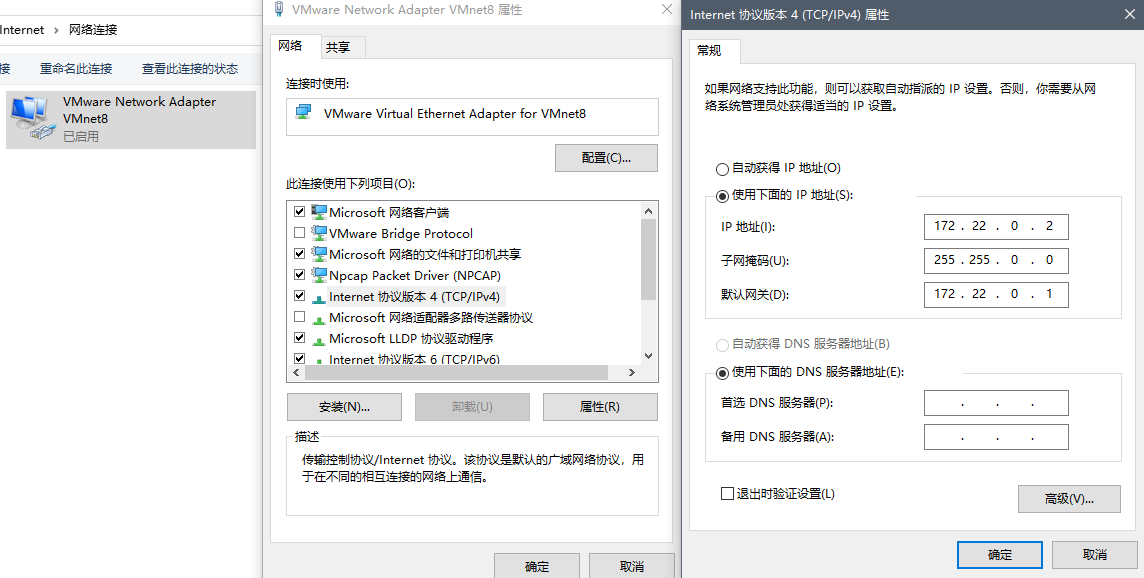 Internet › 网络连接
接 重命名此连接 查看此连接的状态
VMware Network Adapter
VMnet8
已启用
VMware Network Adapter VMnet8 属性
网络 共享
连接时使用:
VMware Virtual Ethernet Adapter for VMnet8
配置(C)...
此连接使用下列项目(O):
Microsoft 网络客户端
VMware Bridge Protocol
Microsoft 网络的文件和打印机共享
Npcap Packet Driver (NPCAP)
Internet 协议版本 4 (TCP/IPv4)
Microsoft 网络适配器多路传送器协议
Microsoft LLDP 协议驱动程序
Internet 协议版本 6 (TCP/IPv6)
安装(N)... 卸载(U) 属性(R)
描述
传输控制协议/Internet 协议。该协议是默认的广域网络协议，用
于在不同的相互连接的网络上通信。
确定 取消
Internet 协议版本 4 (TCP/IPv4) 属性
常规
如果网络支持此功能，则可以获取自动指派的 IP 设置。否则，你需要从网
络系统管理员处获得适当的 IP 设置。
自动获得 IP 地址(O)
使用下面的 IP 地址(S):
IP 地址(I): 172 . 22 . 0 . 2
子网掩码(U): 255 . 255 . 0 . 0
默认网关(D): 172 . 22 . 0 . 1
自动获得 DNS 服务器地址(B)
使用下面的 DNS 服务器地址(E):
首选 DNS 服务器(P): . . .
备用 DNS 服务器(A): . . .
退出时验证设置(L)
高级(V)...
确定 取消